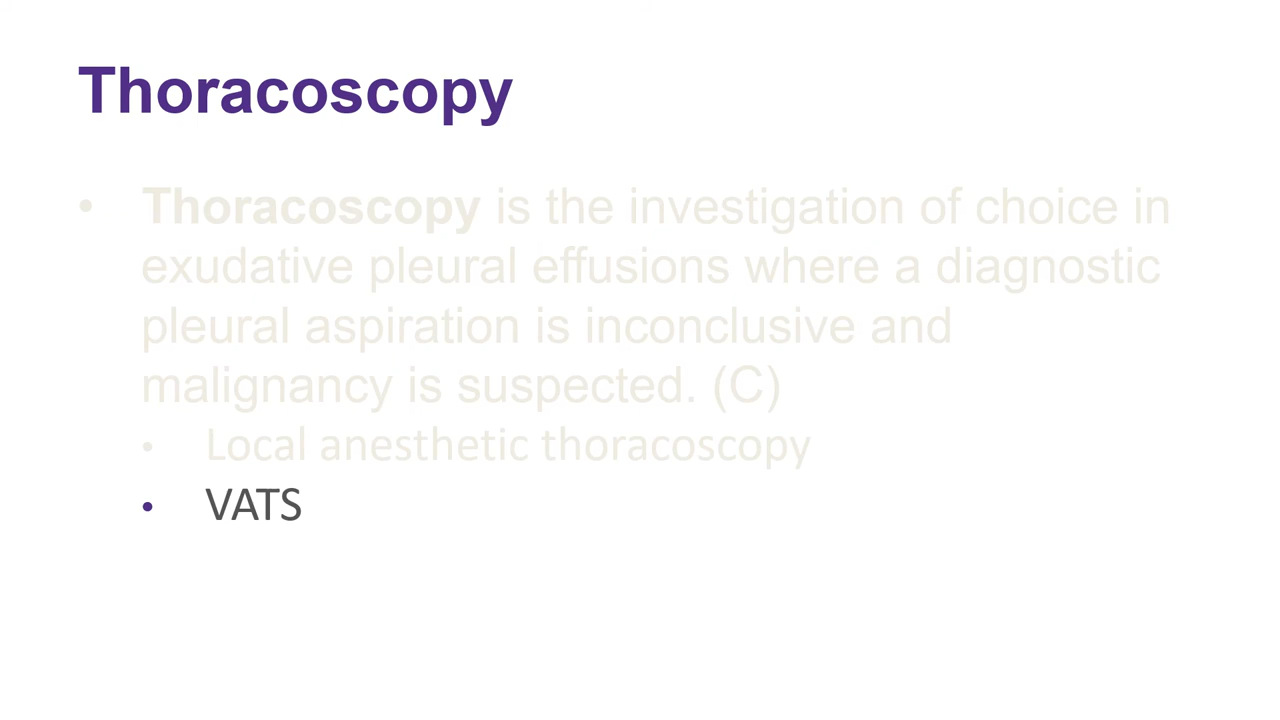 Thoracoscopy
• Thoracoscopy is the investigation of choice in
exudative pleural effusions where a diagnostic
pleural aspiration is inconclusive and
malignancy is suspected. (C)
• Local anesthetic thoracoscopy
• VATS